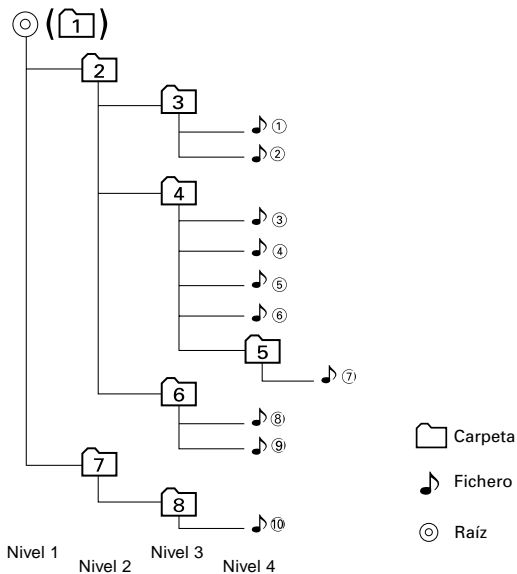 (1)
2
3
①
②
4
③
④
⑤
⑥
5
⑦
6
⑧
⑨
7
8
⑩
Carpeta
Fichero
Raíz
Nivel 1
Nivel 2
Nivel 3
Nivel 4